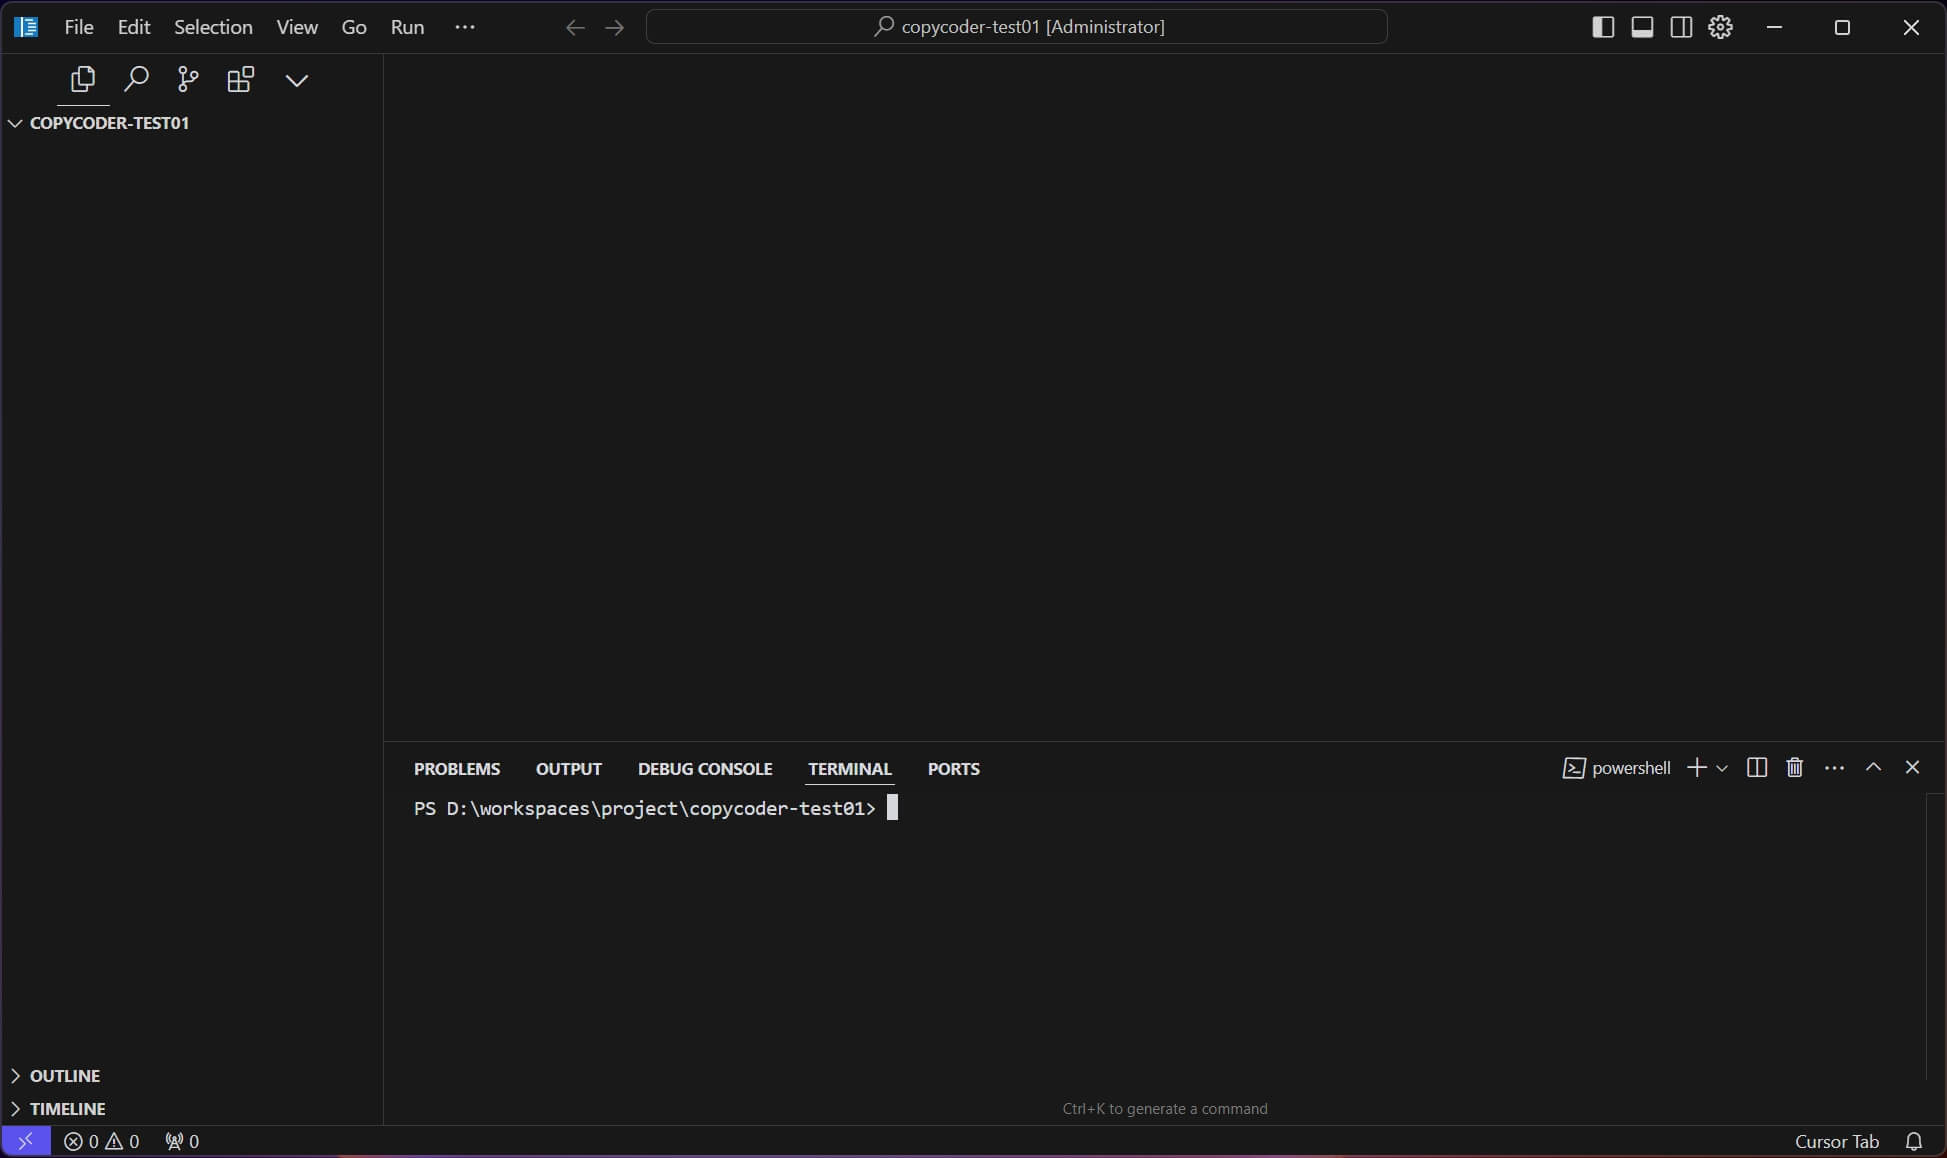 File Edit Selection View Go Run ··· copycoder-test01 [Administrator]
COPYCODER-TEST01
PROBLEMS OUTPUT DEBUG CONSOLE TERMINAL PORTS powershell
PS D:\workspaces\project\copycoder-test01>
OUTLINE
Ctrl+K to generate a command
TIMELINE
0 0 0 Cursor Tab